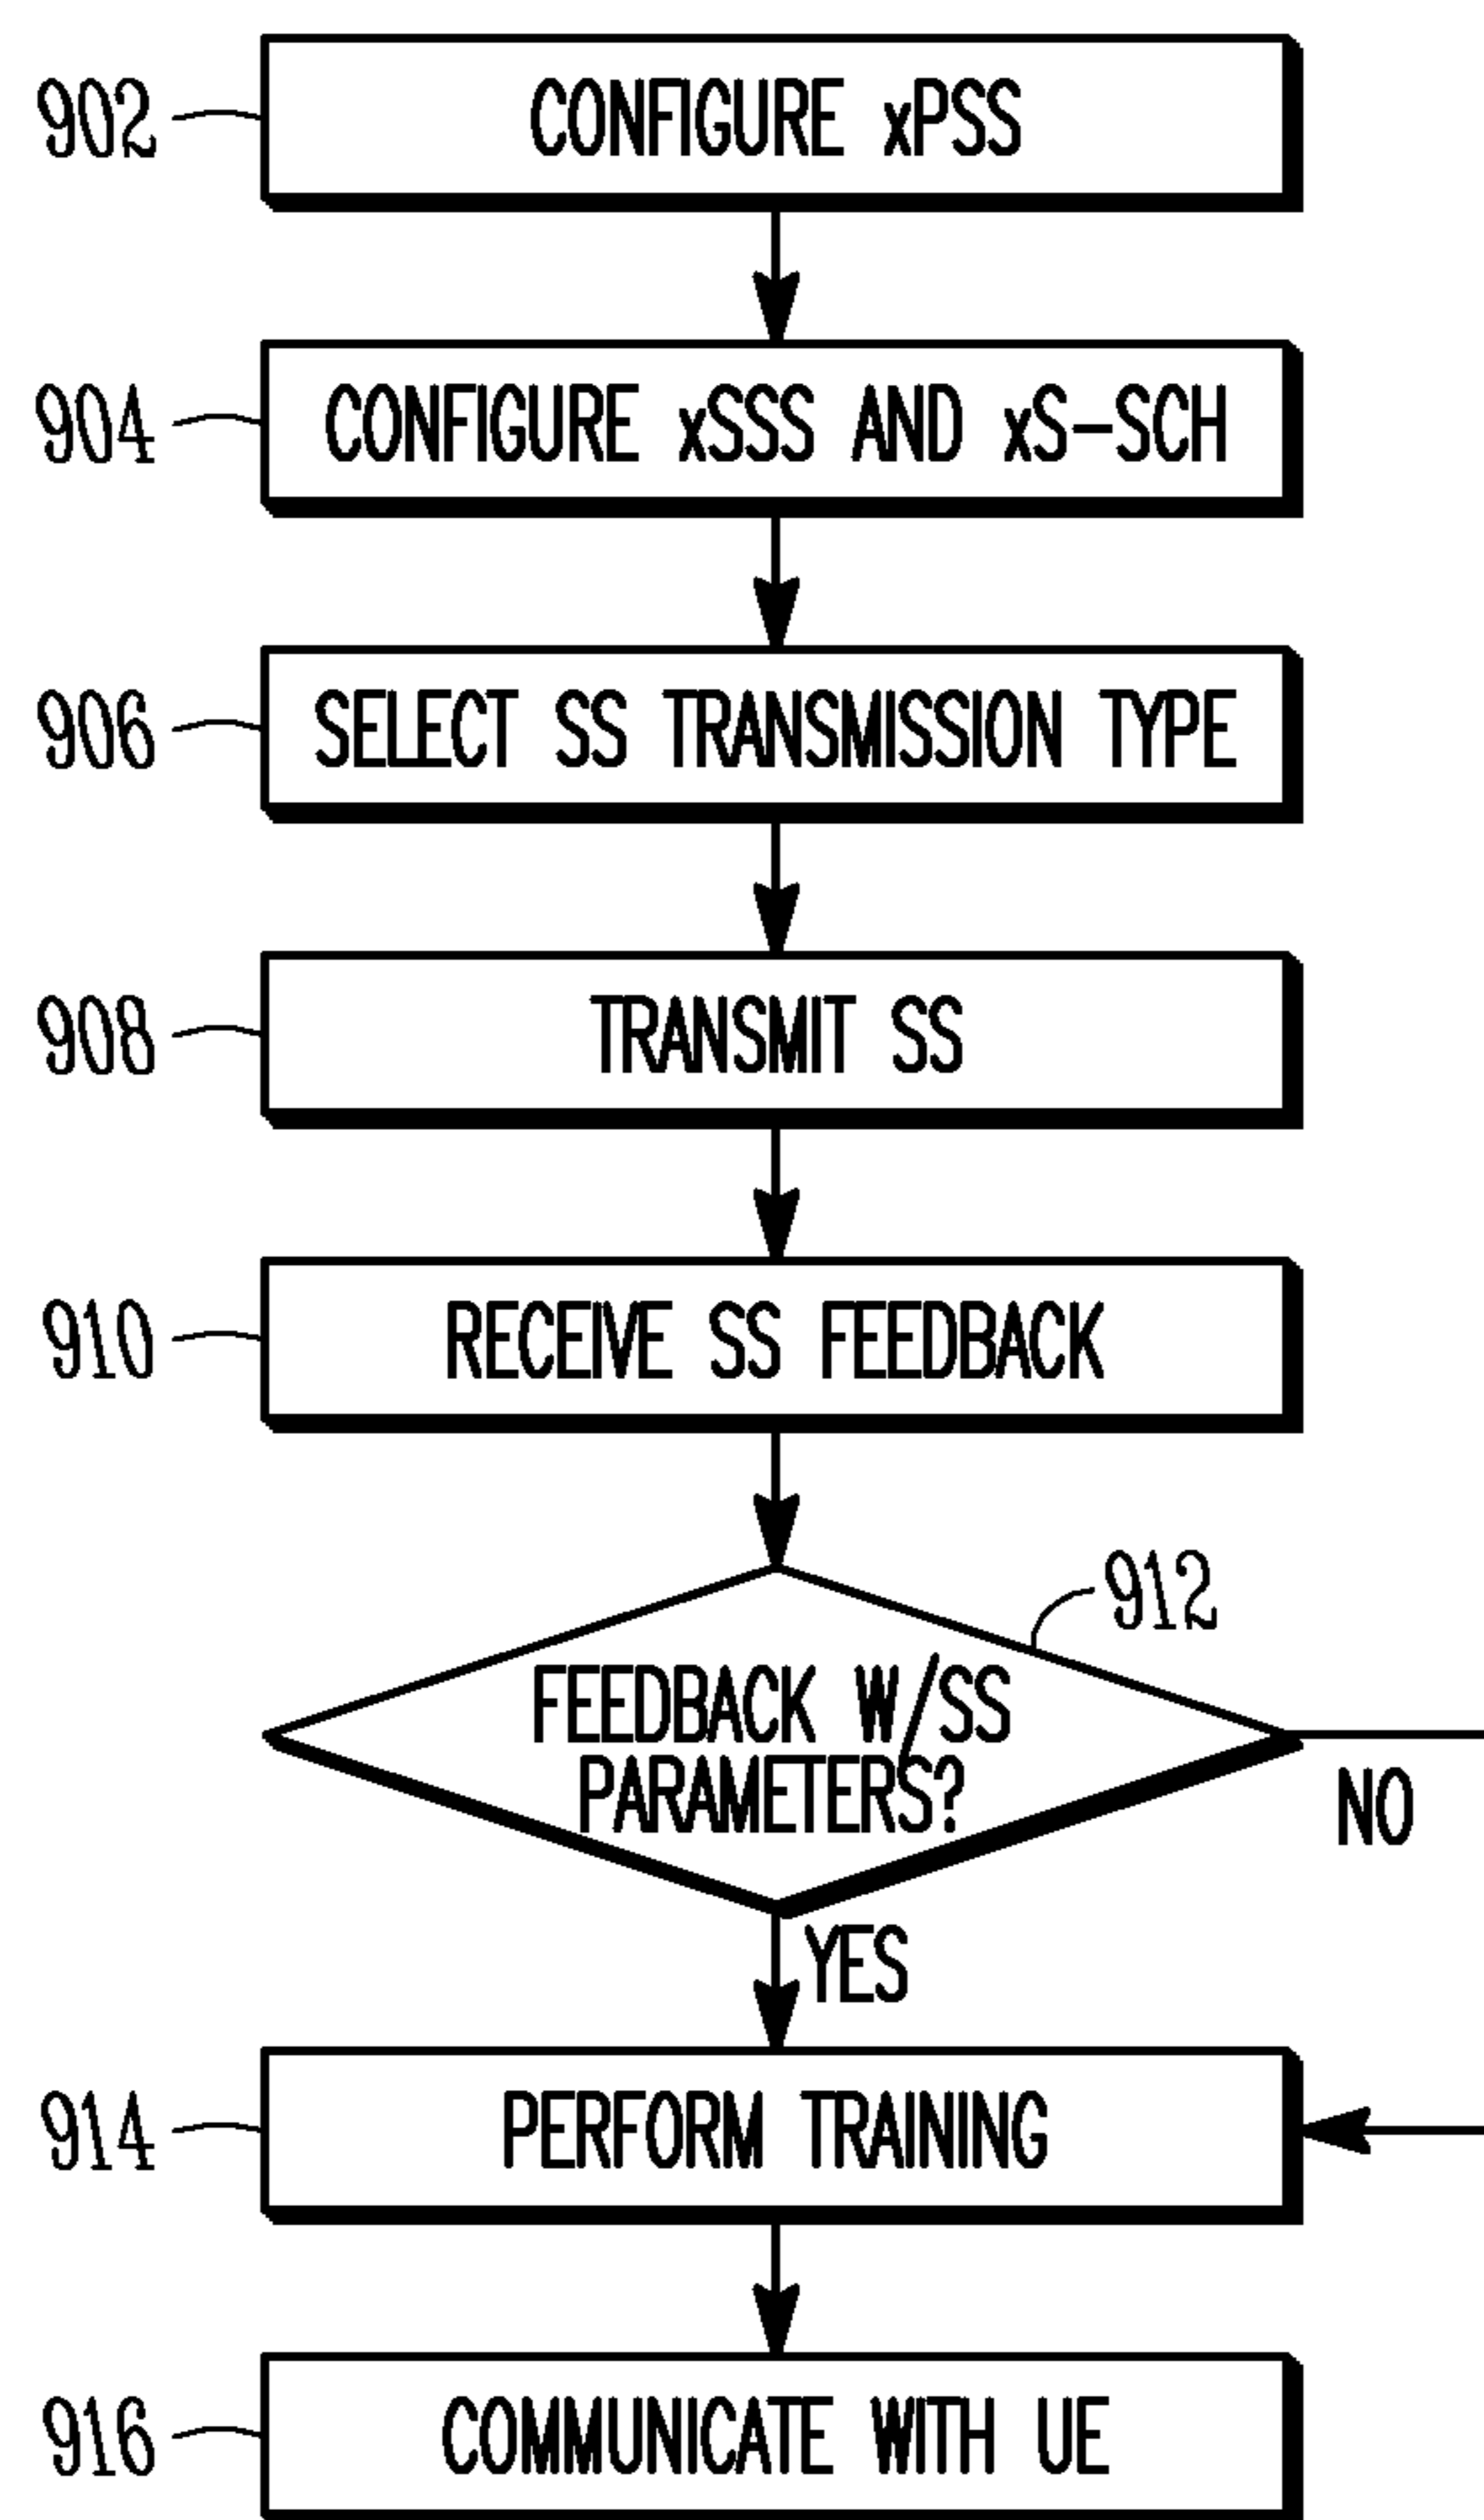 902
CONFIGURE xPSS
904
CONFIGURE xSSS AND xS-SCH
906
SELECT SS TRANSMISSION TYPE
908
TRANSMIT SS
910
RECEIVE SS FEEDBACK
912
FEEDBACK W/SS
PARAMETERS?
NO
YES
914
PERFORM TRAINING
916
COMMUNICATE WITH UE